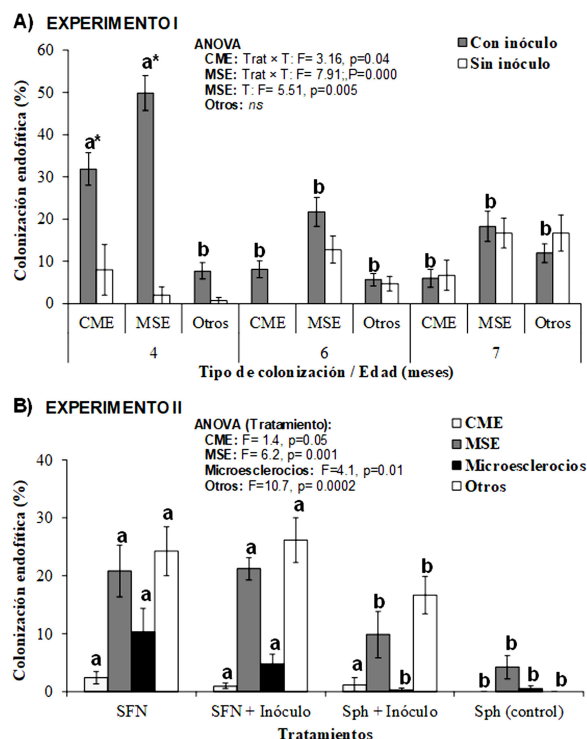 A) EXPERIMENTO I
ANOVA
CME: Trat × T: F= 3.16, p=0.04
MSE: Trat × T: F= 7.91;,P=0.000
MSE: T: F= 5.51, p=0.005
Otros: ns
Con inóculo
Sin inóculo
Colonización endofítica (%)
60
50
40
30
20
10
0
a* a* b b b b b b b
CME MSE Otros CME MSE Otros CME MSE Otros
4 6 7
Tipo de colonización / Edad (meses)
B) EXPERIMENTO II
ANOVA (Tratamiento):
CME: F= 1.4, p=0.05
MSE: F= 6.2, p= 0.001
Microesclerocios: F=4.1, p=0.01
Otros: F=10.7, p= 0.0002
CME
MSE
Microesclerocios
Otros
Colonización endofítica (%)
40
30
20
10
0
a a a a a a a a a b b b b b b b
SFN SFN + Inóculo Sph + Inóculo Sph (control)
Tratamientos